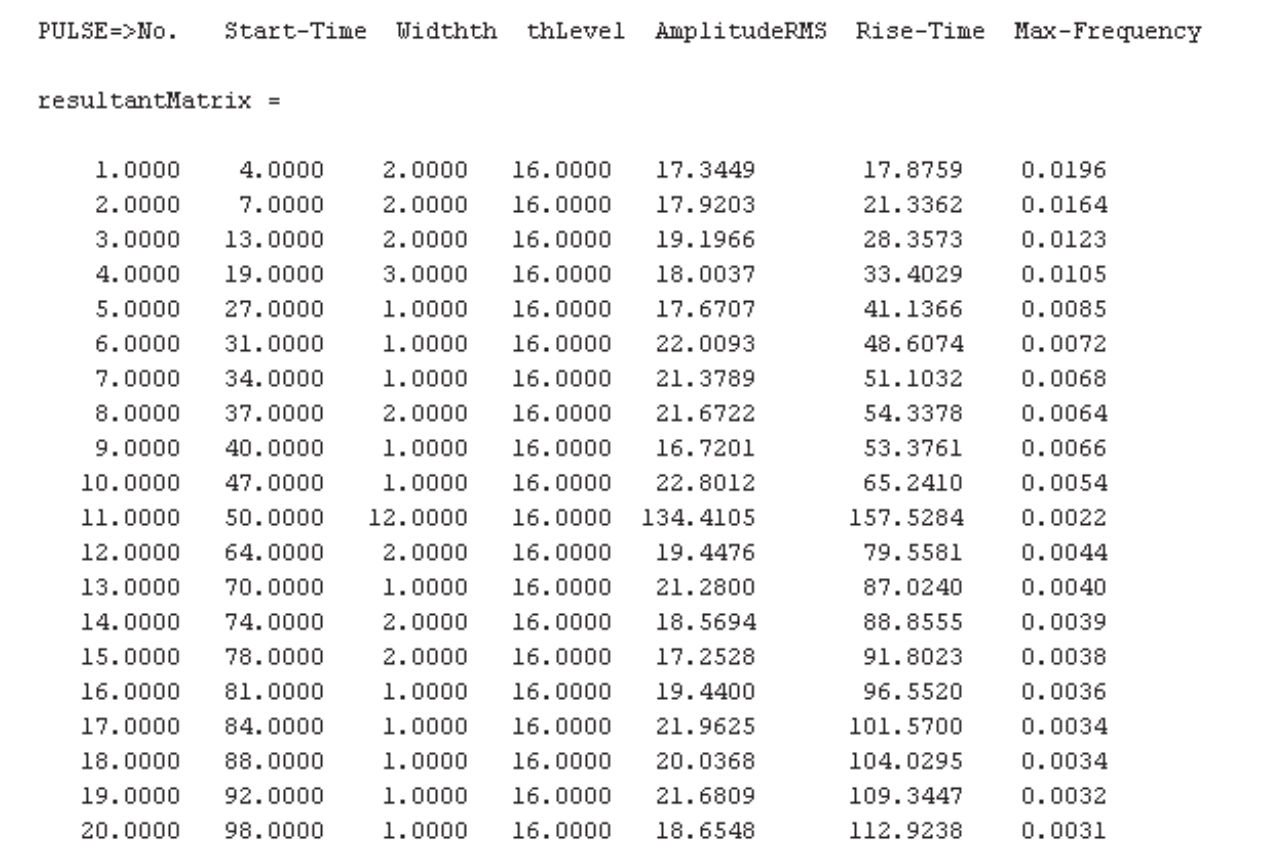 PULSE=>No. Start-Time Widthth thLevel AmplitudeRMS Rise-Time Max-Frequency
resultantMatrix =
1.0000 4.0000 2.0000 16.0000 17.3449 17.8759 0.0196
2.0000 7.0000 2.0000 16.0000 17.9203 21.3362 0.0164
3.0000 13.0000 2.0000 16.0000 19.1966 28.3573 0.0123
4.0000 19.0000 3.0000 16.0000 18.0037 33.4029 0.0105
5.0000 27.0000 1.0000 16.0000 17.6707 41.1366 0.0085
6.0000 31.0000 1.0000 16.0000 22.0093 48.6074 0.0072
7.0000 34.0000 1.0000 16.0000 21.3789 51.1032 0.0068
8.0000 37.0000 2.0000 16.0000 21.6722 54.3378 0.0064
9.0000 40.0000 1.0000 16.0000 16.7201 53.3761 0.0066
10.0000 47.0000 1.0000 16.0000 22.8012 65.2410 0.0054
11.0000 50.0000 12.0000 16.0000 134.4105 157.5284 0.0022
12.0000 64.0000 2.0000 16.0000 19.4476 79.5581 0.0044
13.0000 70.0000 1.0000 16.0000 21.2800 87.0240 0.0040
14.0000 74.0000 2.0000 16.0000 18.5694 88.8555 0.0039
15.0000 78.0000 2.0000 16.0000 17.2528 91.8023 0.0038
16.0000 81.0000 1.0000 16.0000 19.4400 96.5520 0.0036
17.0000 84.0000 1.0000 16.0000 21.9625 101.5700 0.0034
18.0000 88.0000 1.0000 16.0000 20.0368 104.0295 0.0034
19.0000 92.0000 1.0000 16.0000 21.6809 109.3447 0.0032
20.0000 98.0000 1.0000 16.0000 18.6548 112.9238 0.0031